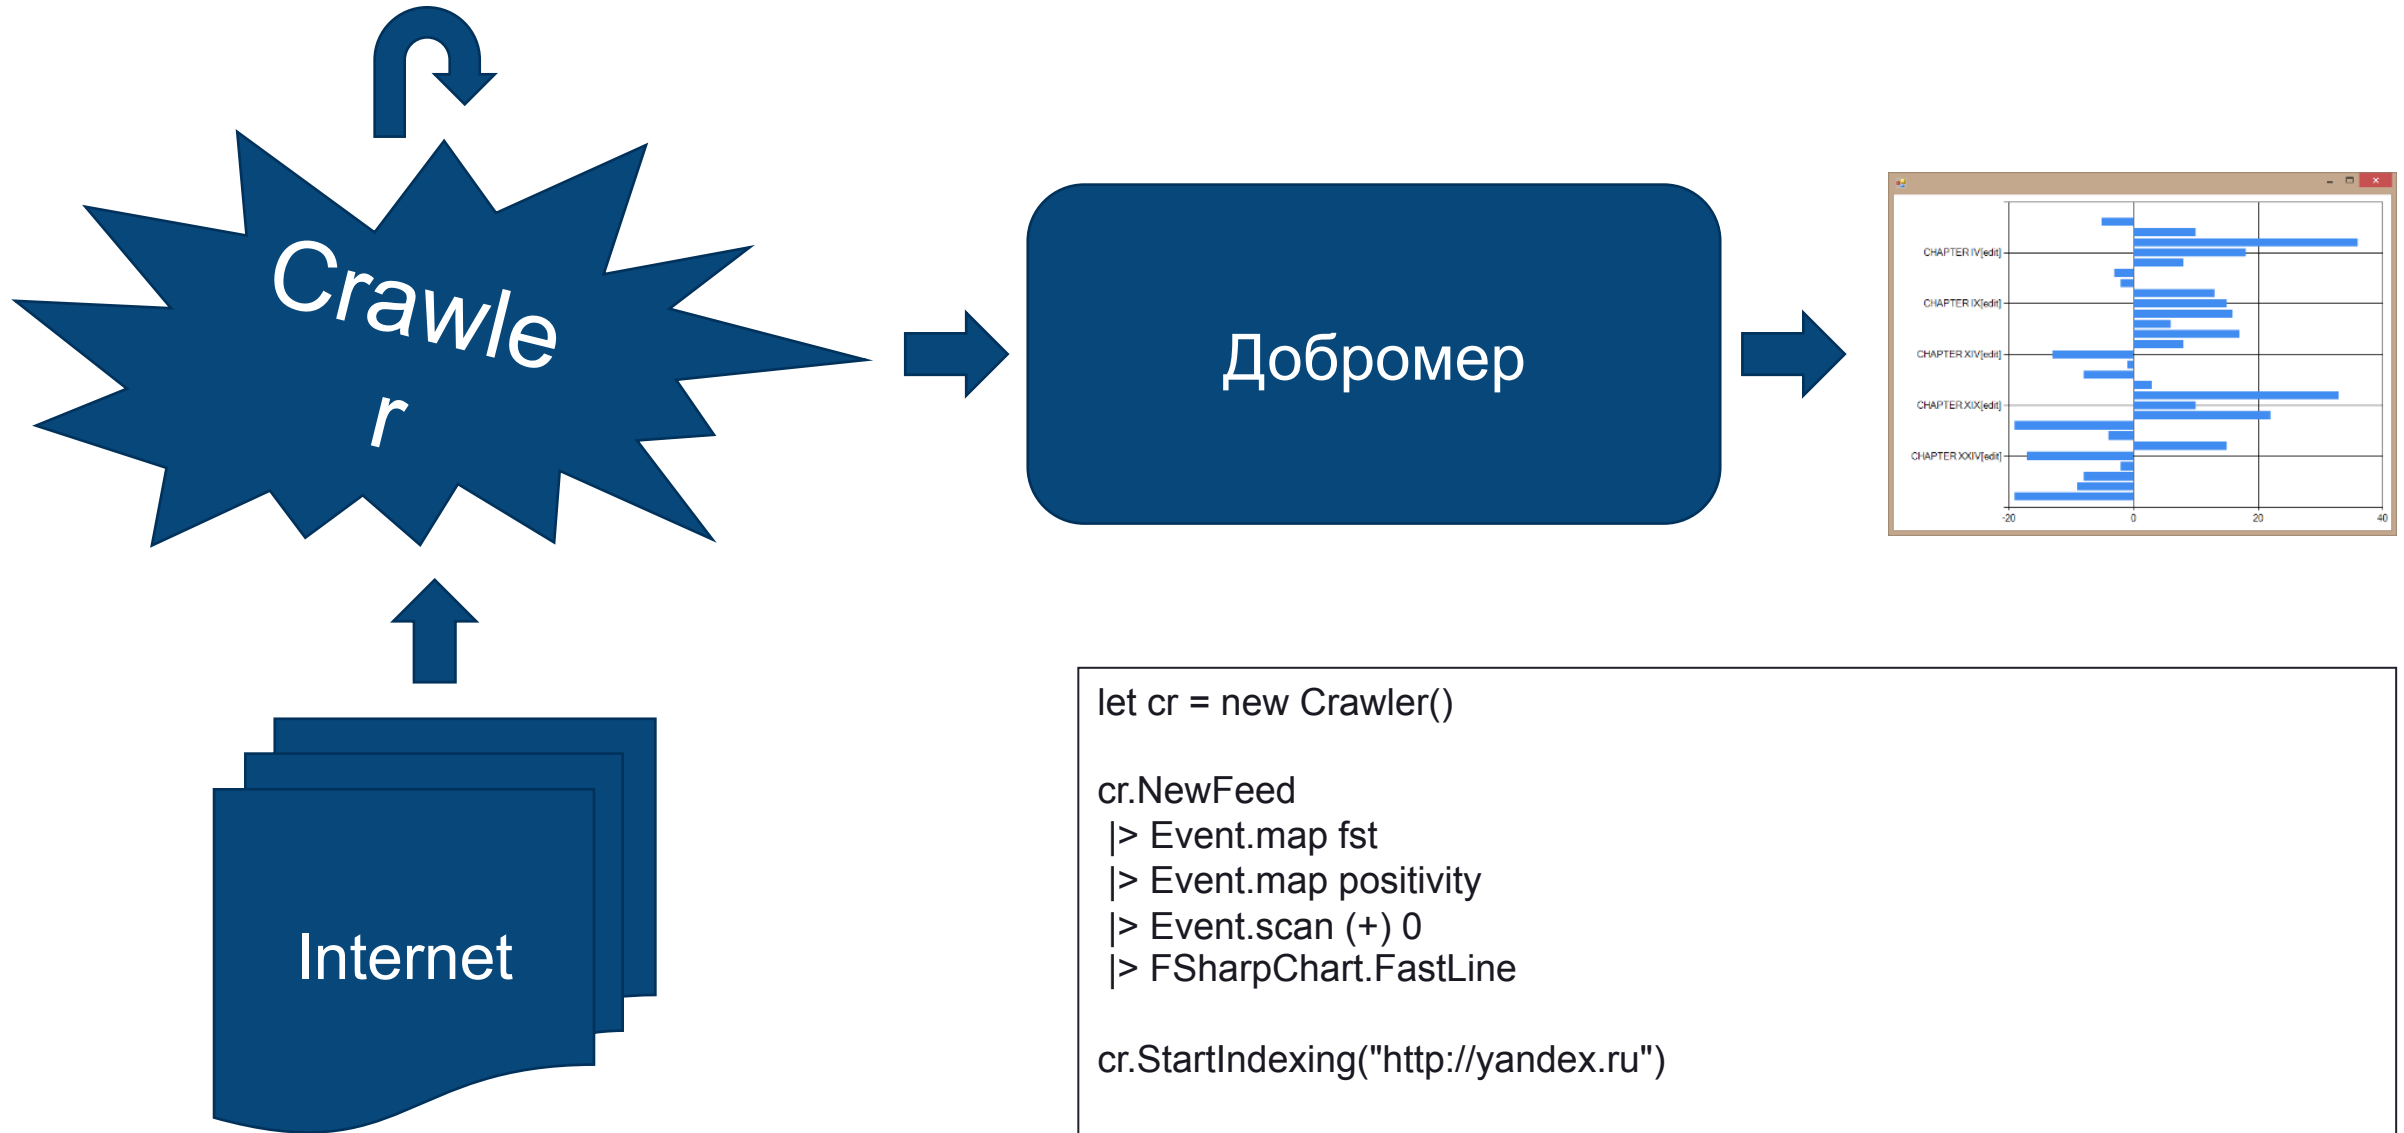 Crawle
r
Добромер
CHAPTER IV[edit]
CHAPTER IX[edit]
CHAPTER XIV[edit]
CHAPTER XIX[edit]
CHAPTER XXIV[edit]
-20 0 20 40
Internet
let cr = new Crawler()
cr.NewFeed
|> Event.map fst
|> Event.map positivity
|> Event.scan (+) 0
|> FSharpChart.FastLine
cr.StartIndexing("http://yandex.ru")